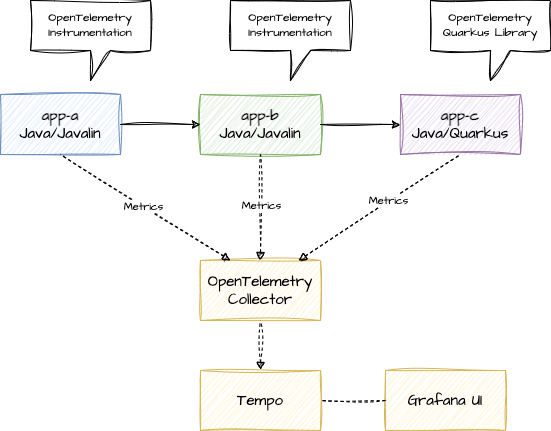 OpenTelemetry
Instrumentation
OpenTelemetry
Instrumentation
OpenTelemetry
Quarkus Library
app-a
Java/Javalin
app-b
Java/Javalin
app-c
Java/Quarkus
Metrics
Metrics
Metrics
OpenTelemetry
Collector
Tempo
Grafana UI